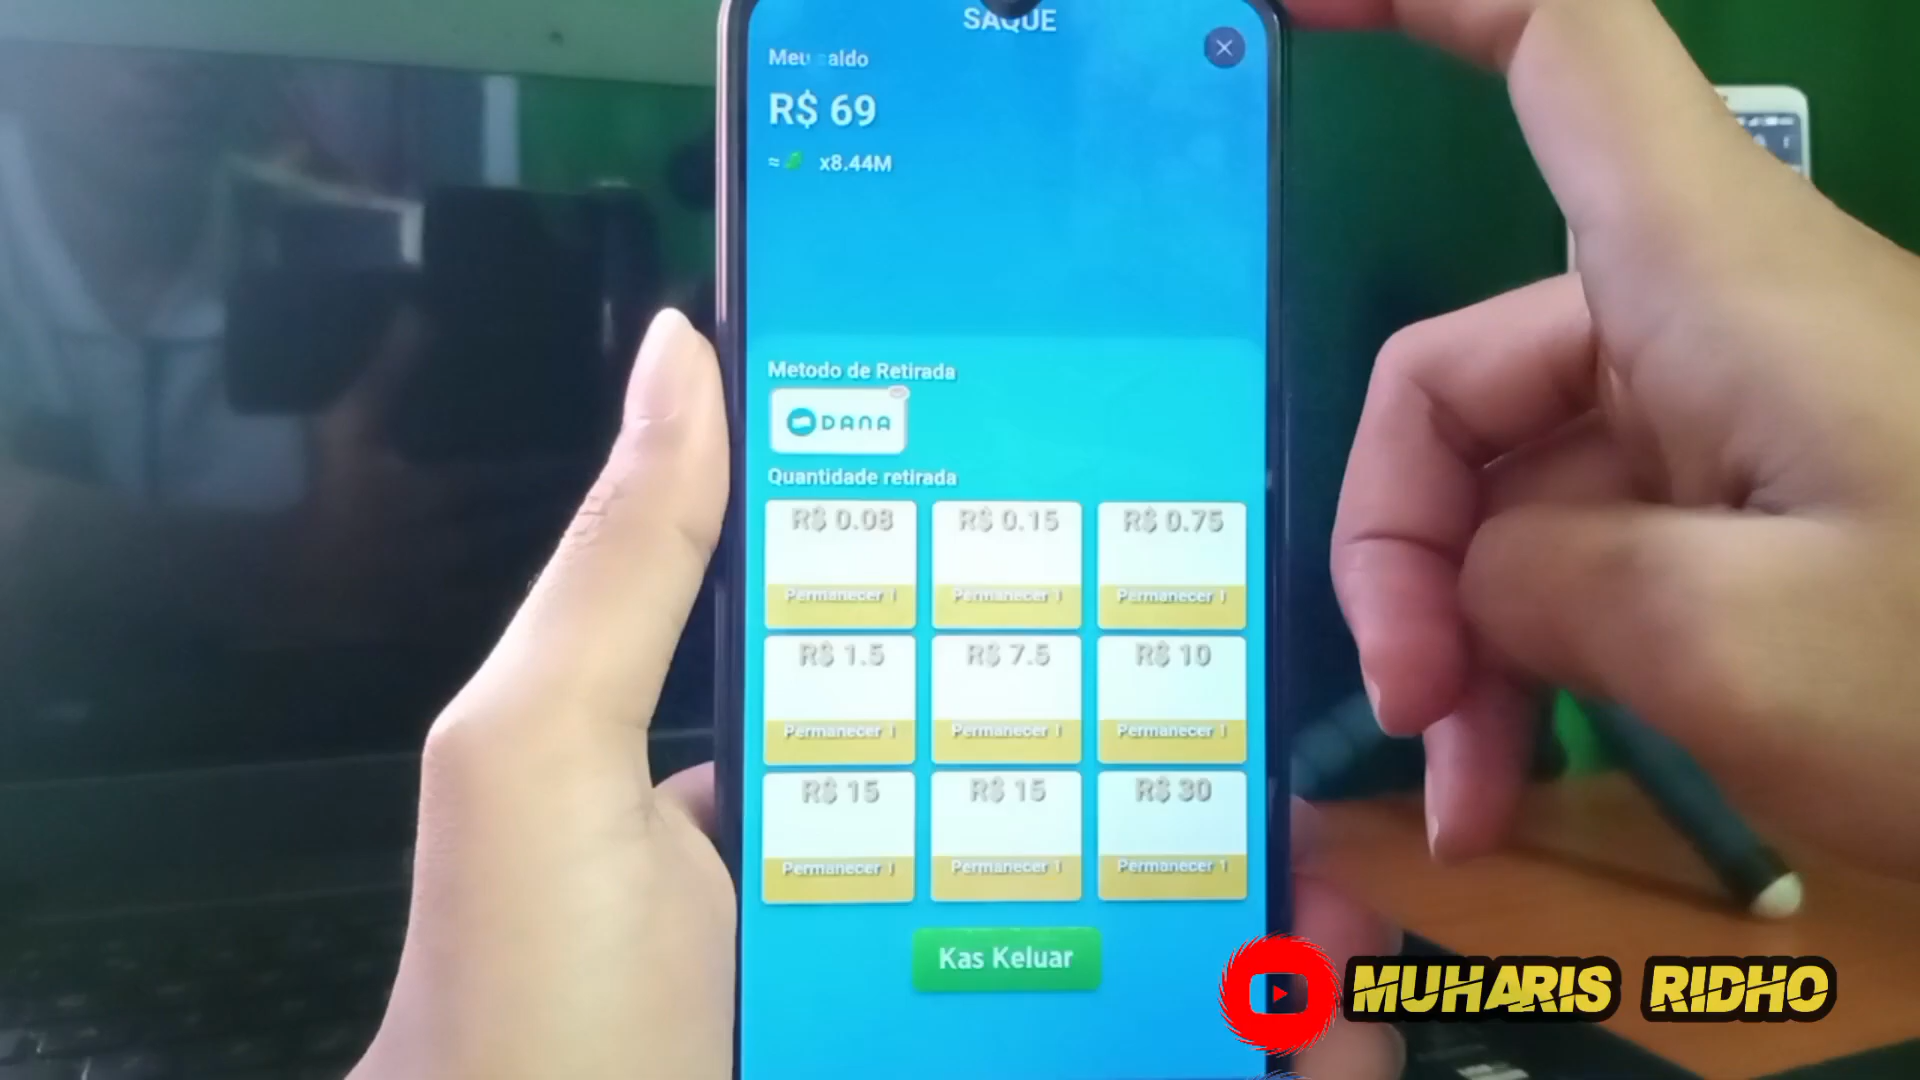 SAQUE
Meu saldo
R$ 69
≈ x8.44M
Metodo de Retirada
DANA
Quantidade retirada
R$ 0.08 R$ 0.15 R$ 0.75
Permanecer 1 Permanecer 1 Permanecer 1
R$ 1.5 R$ 7.5 R$ 10
Permanecer 1 Permanecer 1 Permanecer 1
R$ 15 R$ 15 R$ 30
Permanecer 1 Permanecer 1 Permanecer 1
Kas Keluar
MUHARIS RIDHO